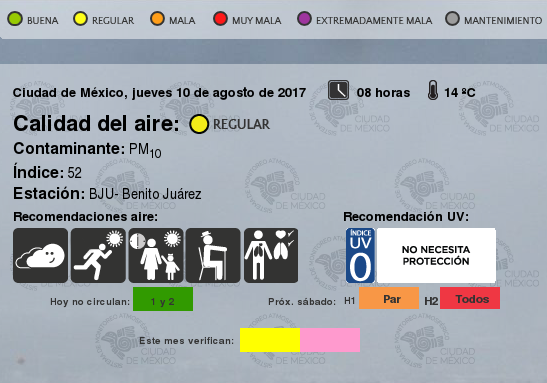 BUENA REGULAR MALA MUY MALA EXTREMADAMENTE MALA MANTENIMIENTO
Ciudad de México, jueves 10 de agosto de 2017 08 horas 14 ºC
Calidad del aire: REGULAR
Contaminante: PM10
Índice: 52
Estación: BJU- Benito Juárez
Recomendaciones aire: Recomendación UV:
ÍNDICE
UV
0
NO NECESITA
PROTECCIÓN
Hoy no circulan: 1 y 2 Próx. sábado: H1 Par H2 Todos
Este mes verifican:
CIUDAD
DE MÉXICO